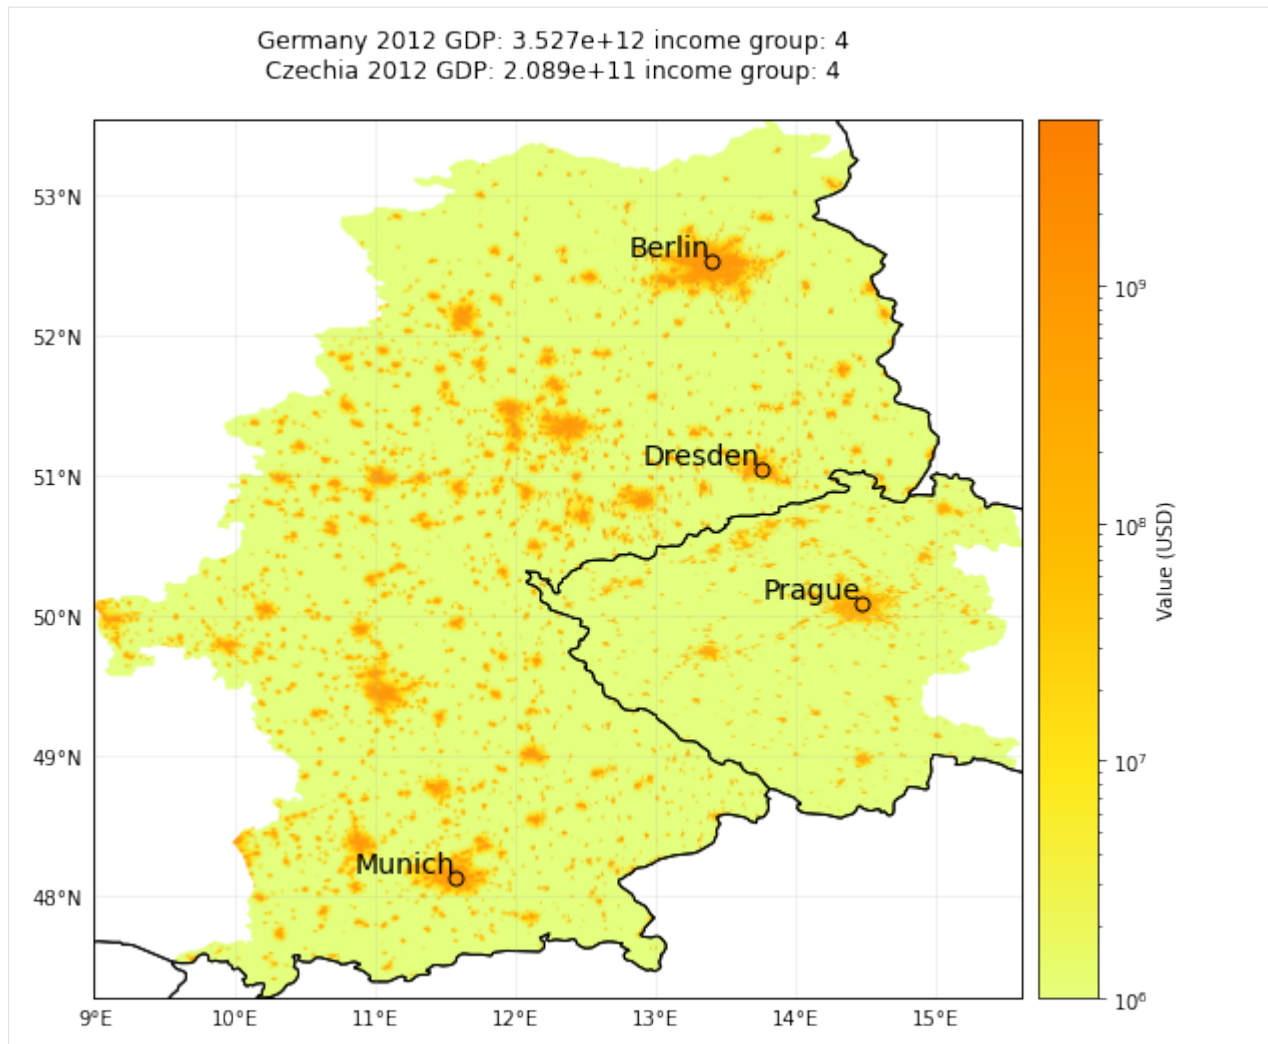 Germany 2012 GDP: 3.527e+12 income group: 4
Czechia 2012 GDP: 2.089e+11 income group: 4
53°N
52°N
51°N
50°N
49°N
48°N
Berlin
Dresden
Prague
Munich
9°E
10°E
11°E
12°E
13°E
14°E
15°E
10⁹
10⁸
10⁷
10⁶
Value (USD)